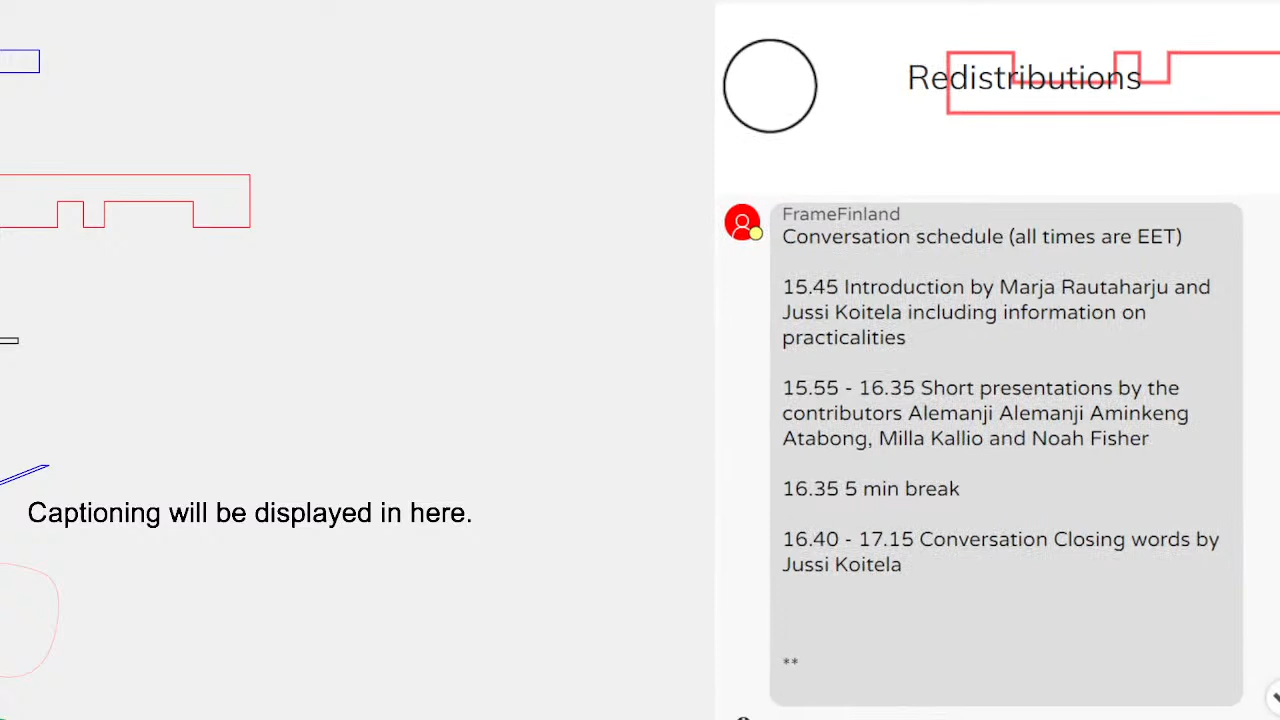 Redistributions
FrameFinland
Conversation schedule (all times are EET)
15.45 Introduction by Marja Rautaharju and
Jussi Koitela including information on
practicalities
15.55 - 16.35 Short presentations by the
contributors Alemanji Alemanji Aminkeng
Atabong, Milla Kallio and Noah Fisher
16.35 5 min break
16.40 - 17.15 Conversation Closing words by
Jussi Koitela
**
Captioning will be displayed in here.